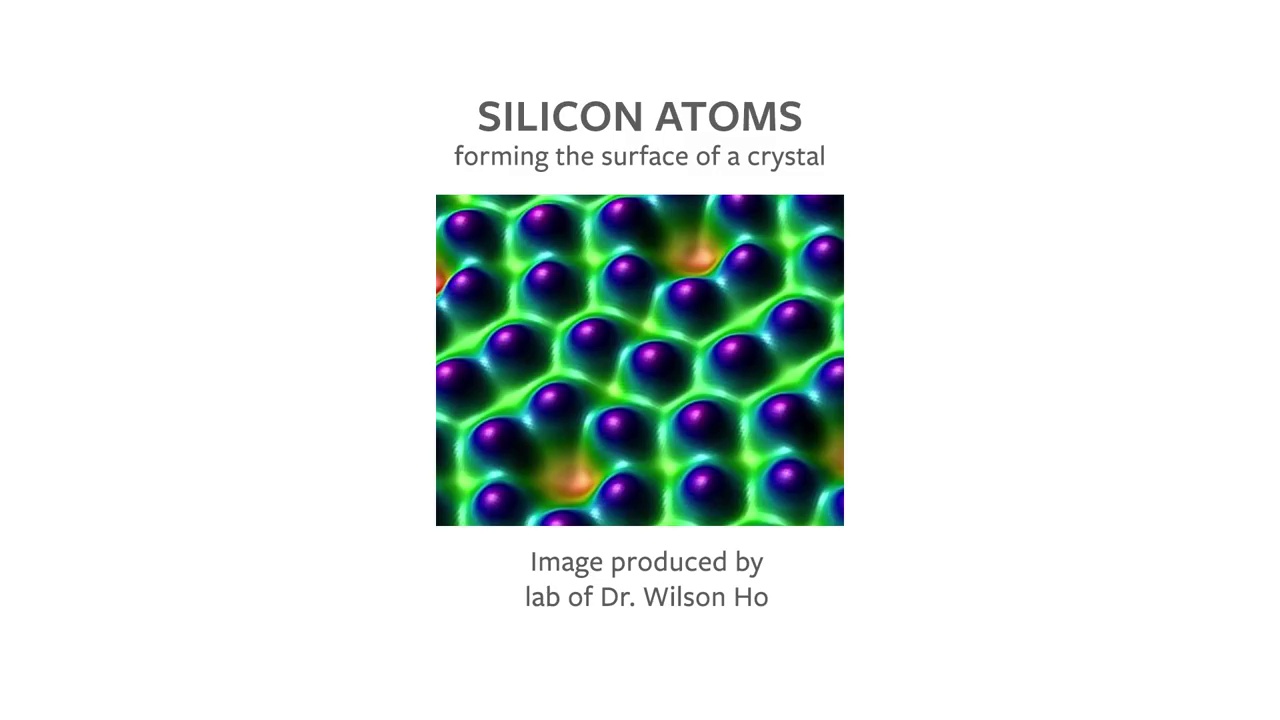 SILICON ATOMS
forming the surface of a crystal
Image produced by
lab of Dr. Wilson Ho